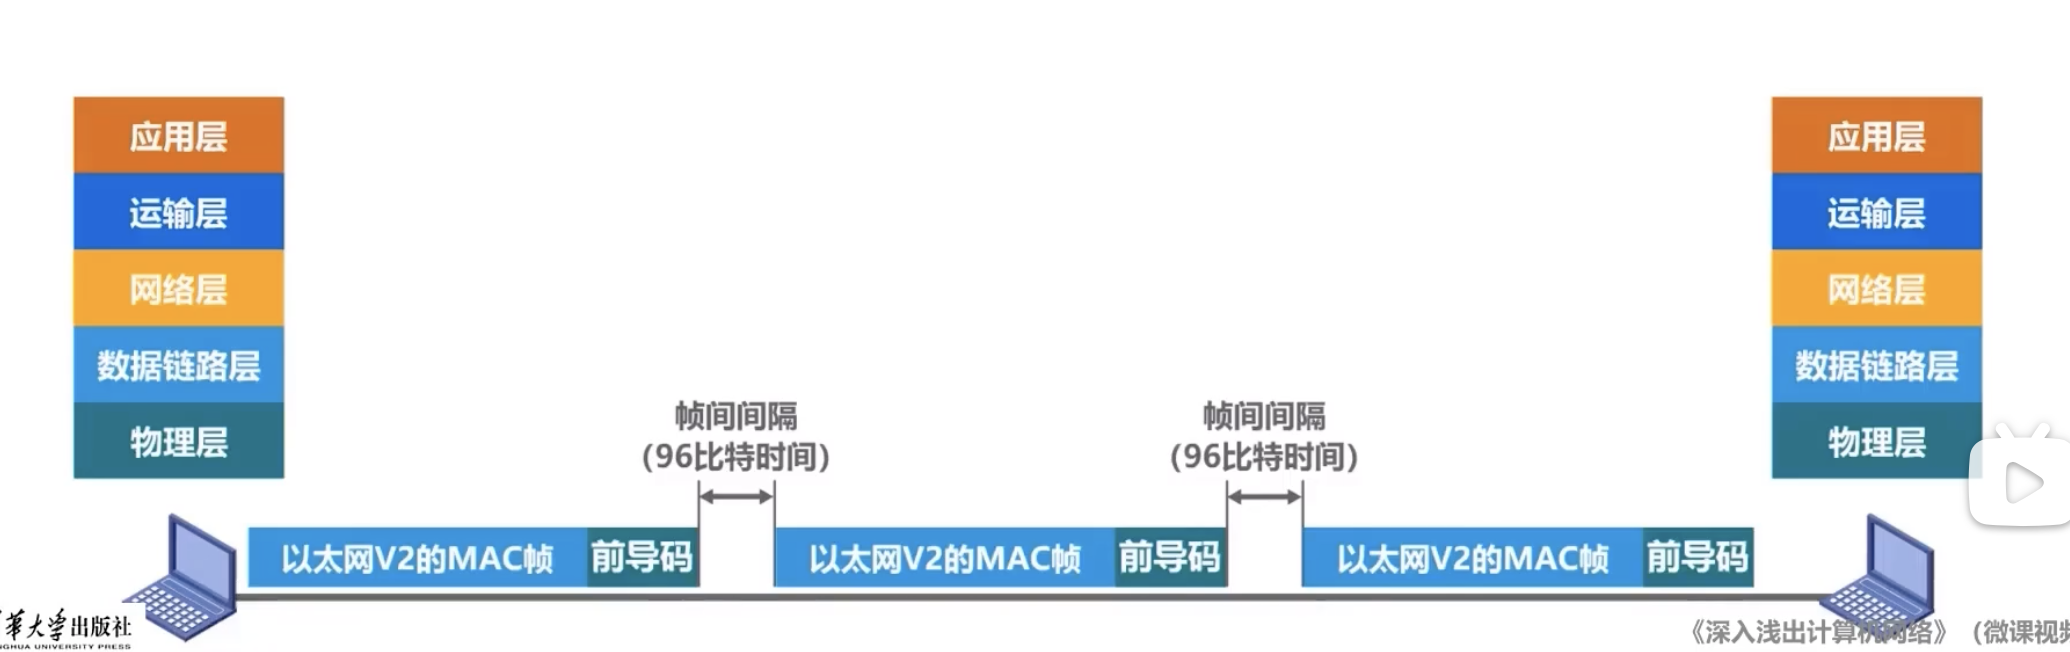 应用层
运输层
网络层
数据链路层
物理层
应用层
运输层
网络层
数据链路层
物理层
帧间间隔
（96比特时间）
帧间间隔
（96比特时间）
以太网V2的MAC帧 前导码 以太网V2的MAC帧 前导码 以太网V2的MAC帧 前导码
华大学出版社
NGHUA UNIVERSITY PRESS
《深入浅出计算机网络》（微课视频